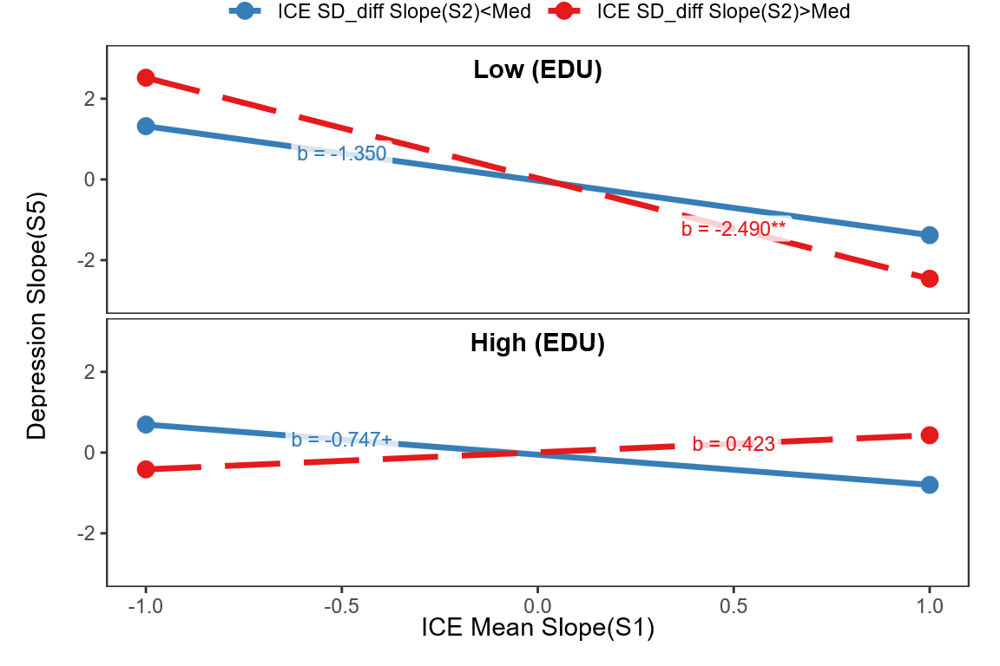 ICE SD_diff Slope(S2)<Med ICE SD_diff Slope(S2)>Med
Low (EDU)
2
0
-2
b = -1.350
b = -2.490**
Depression Slope(S5)
High (EDU)
2
0
-2
b = -0.747+
b = 0.423
-1.0 -0.5 0.0 0.5 1.0
ICE Mean Slope(S1)